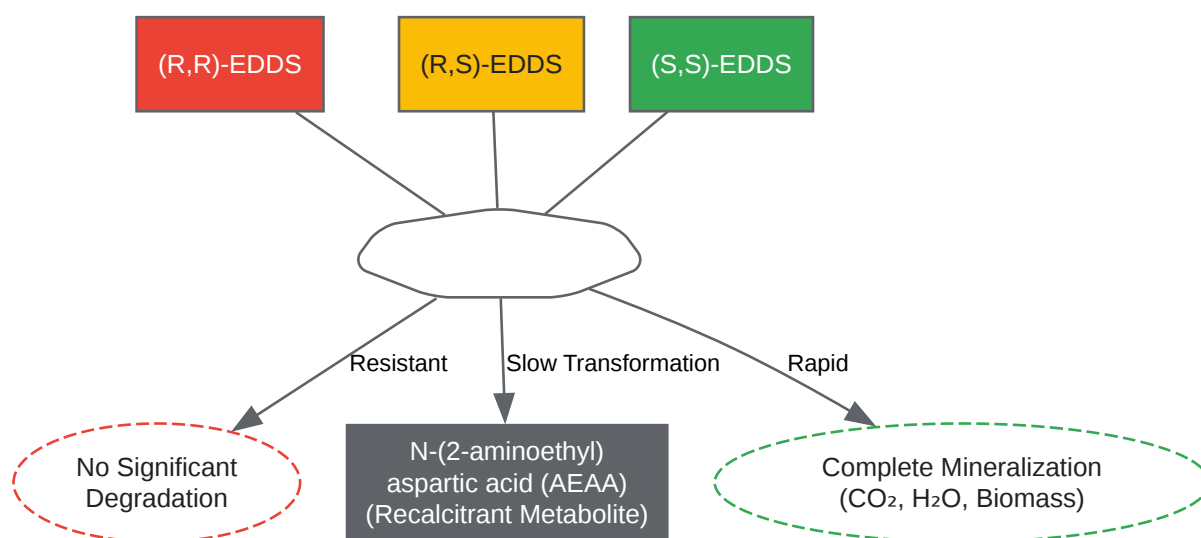 (R,R)-EDDS
(R,S)-EDDS
(S,S)-EDDS
Resistant
Slow Transformation
Rapid
No Significant
Degradation
N-(2-aminoethyl)
aspartic acid (AEAA)
(Recalcitrant Metabolite)
Complete Mineralization
(CO₂, H₂O, Biomass)